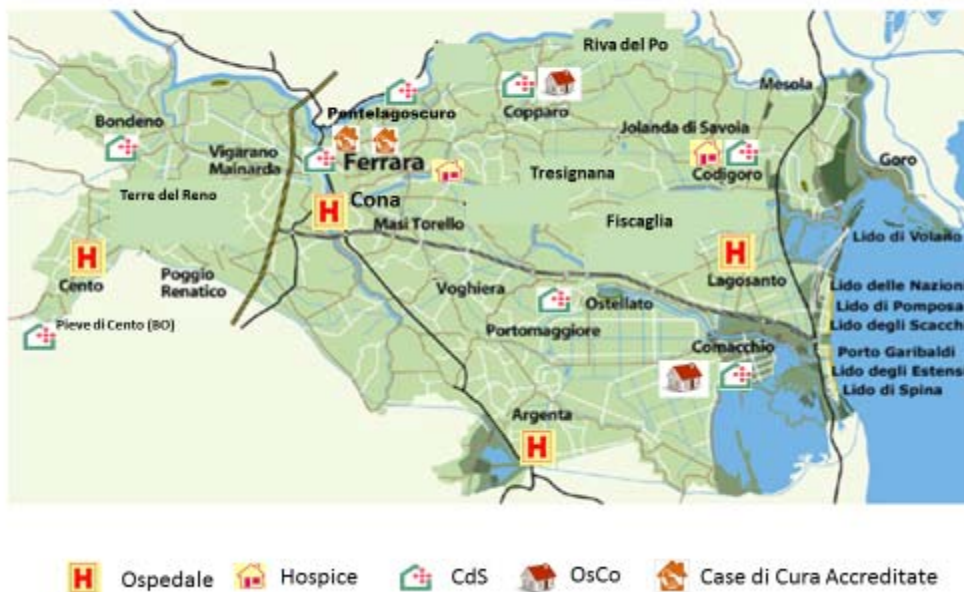 Riva del Po
Mesola
Copparo
Pontelagoscuro
Bondeno
Jolanda di Savoia
Vigarano
Mainarda
Ferrara
Goro
Codigoro
Tresignana
Terre del Reno
H
Cona
Masi Torello
Fiscaglia
Lido di Volano
H
Cento
H
Lagosanto
Poggio
Renatico
Voghiera
Ostellato
Lido delle Nazion
Lido di Pomposa
Lido degli Scacch
Pieve di Cento (BO)
Portomaggiore
Comacchio
Porto Garibaldi
Lido degli Estens
Lido di Spina
Argenta
H
H Ospedale Hospice CdS OsCo Case di Cura Accreditate